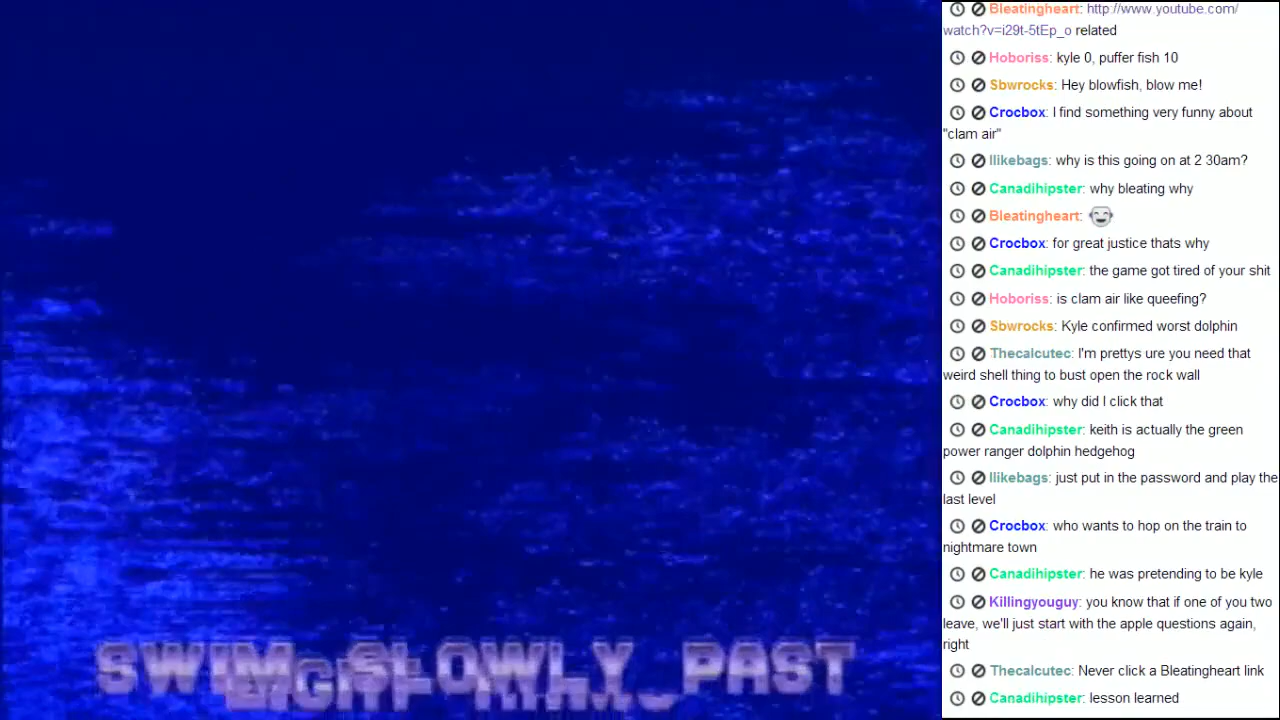 SWIM SLOWLY PAST
Bleatingheart: http://www.youtube.com/
watch?v=i29t-5tEp_o related
Hoboriss: kyle 0, puffer fish 10
Sbwrocks: Hey blowfish, blow me!
Crocbox: I find something very funny about
"clam air"
Ilikebags: why is this going on at 2 30am?
Canadihipster: why bleating why
Bleatingheart:
Crocbox: for great justice thats why
Canadihipster: the game got tired of your shit
Hoboriss: is clam air like queefing?
Sbwrocks: Kyle confirmed worst dolphin
Thecalcutec: I'm prettys ure you need that
weird shell thing to bust open the rock wall
Crocbox: why did I click that
Canadihipster: keith is actually the green
power ranger dolphin hedgehog
Ilikebags: just put in the password and play the
last level
Crocbox: who wants to hop on the train to
nightmare town
Canadihipster: he was pretending to be kyle
Killingyouguy: you know that if one of you two
leave, we'll just start with the apple questions again,
right
Thecalcutec: Never click a Bleatingheart link
Canadihipster: lesson learned